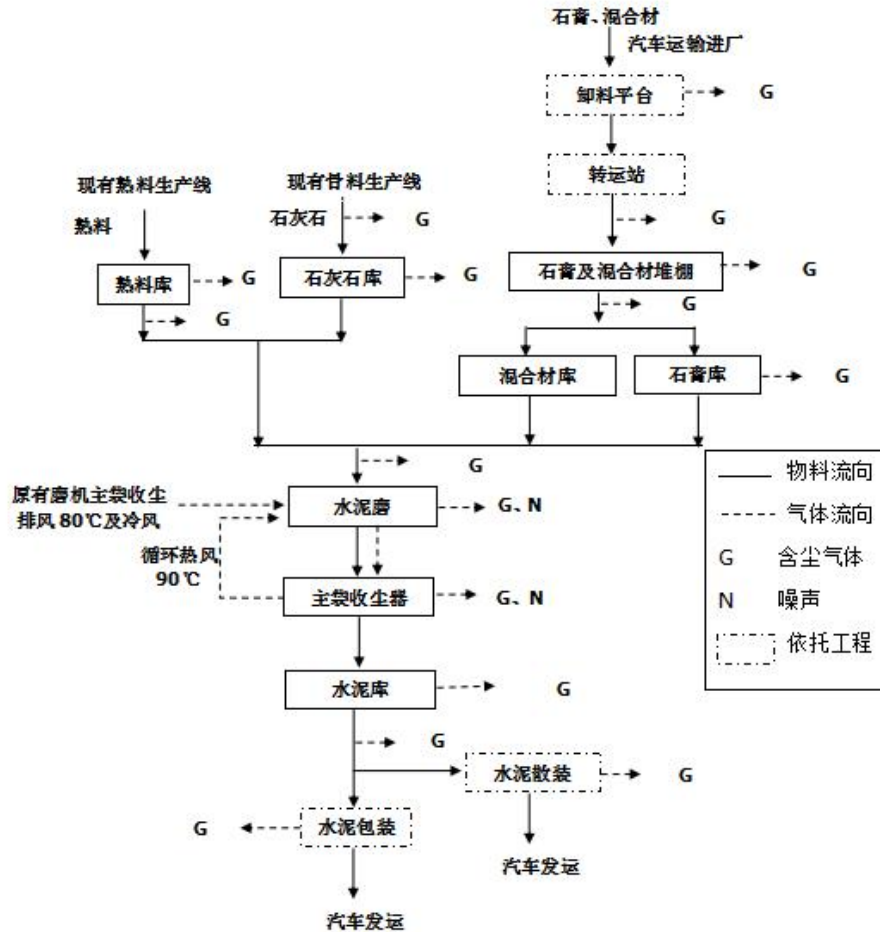 石膏、混合材
汽车运输进厂
卸料平台
G
转运站
现有熟料生产线
现有骨料生产线
G
熟料
石灰石
G
熟料库
G
石灰石库
G
石膏及混合材堆棚
G
G
G
混合材库
石膏库
G
G
原有磨机主袋收尘
排风 80℃及冷风
水泥磨
G、N
循环热风
90℃
主袋收尘器
G、N
水泥库
G
G
水泥散装
G
G
水泥包装
汽车发运
汽车发运
物料流向
气体流向
G
含尘气体
N
噪声
依托工程